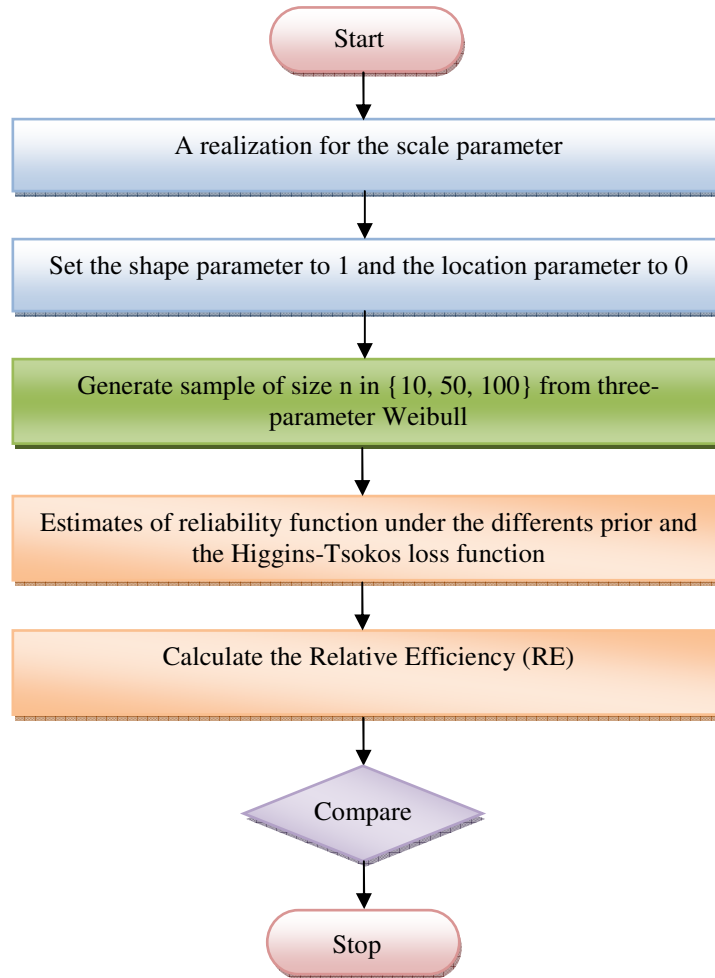 Start
A realization for the scale parameter
Set the shape parameter to 1 and the location parameter to 0
Generate sample of size n in {10, 50, 100} from three-
parameter Weibull
Estimates of reliability function under the differents prior and
the Higgins-Tsokos loss function
Calculate the Relative Efficiency (RE)
Compare
Stop